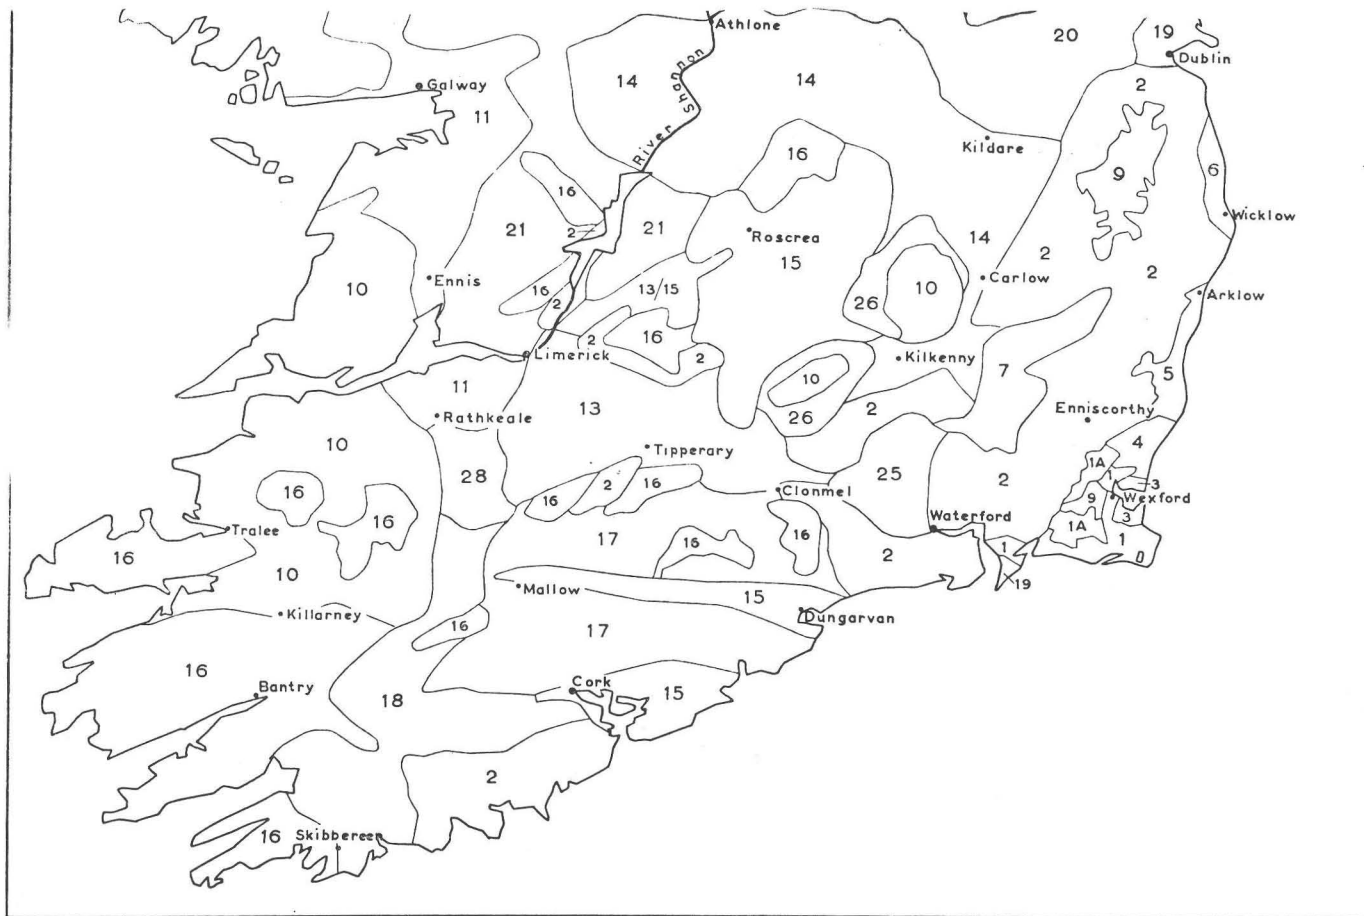 Athlone
19
20
Dublin
14
River Shannon
14
2
Galway
11
Kildare
16
9
6
16
Wicklow
21
2
21
Roscrea
14
2
15
2
Ennis
Carlow
10
16
13/15
10
Arklow
2
26
2
16
Limerick
2
Kilkenny
7
5
11
10
Rathkeale
13
26
2
Enniscorthy
10
4
Tipperary
1A
28
25
2
16
2
16
1
3
16
Clonmel
9
Wexford
16
3
Tralee
Waterford
1A
16
17
16
16
1
1
2
10
19
Mallow
15
Killarney
Dungarvan
16
17
16
Bantry
Cork
15
18
2
16
Skibbereen